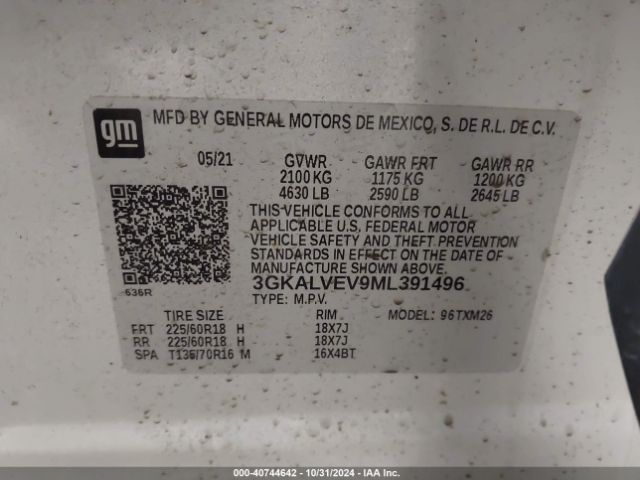 gm
MFD BY GENERAL MOTORS DE MEXICO, S. DE R.L. DE C.V.
05/21 GVWR GAWR FRT GAWR RR
2100 KG 1175 KG 1200 KG
4630 LB 2590 LB 2645 LB
THIS VEHICLE CONFORMS TO ALL
APPLICABLE U.S. FEDERAL MOTOR
VEHICLE SAFETY AND THEFT PREVENTION
STANDARDS IN EFFECT ON THE DATE OF
MANUFACTURE SHOWN ABOVE.
636R
3GKALVEV9ML391496
TYPE: M.P.V.
TIRE SIZE RIM MODEL: 96TXM26
FRT 225/60R18 H 18X7J
RR 225/60R18 H 18X7J
SPA T135/70R16 M 16X4BT
000-40744642 - 10/31/2024 - IAA Inc.